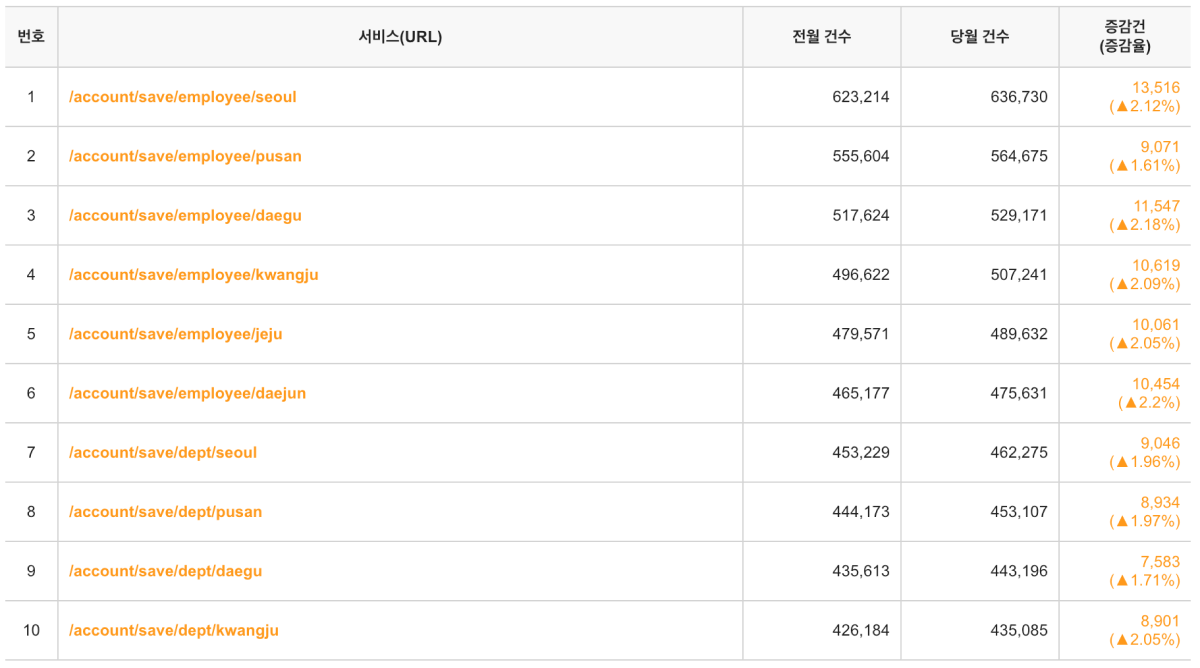 번호 서비스(URL) 전월 건수 당월 건수 증감건
(증감율)
1 /account/save/employee/seoul 623,214 636,730 13,516
(▲2.12%)
2 /account/save/employee/pusan 555,604 564,675 9,071
(▲1.61%)
3 /account/save/employee/daegu 517,624 529,171 11,547
(▲2.18%)
4 /account/save/employee/kwangju 496,622 507,241 10,619
(▲2.09%)
5 /account/save/employee/jeju 479,571 489,632 10,061
(▲2.05%)
6 /account/save/employee/daejun 465,177 475,631 10,454
(▲2.2%)
7 /account/save/dept/seoul 453,229 462,275 9,046
(▲1.96%)
8 /account/save/dept/pusan 444,173 453,107 8,934
(▲1.97%)
9 /account/save/dept/daegu 435,613 443,196 7,583
(▲1.71%)
10 /account/save/dept/kwangju 426,184 435,085 8,901
(▲2.05%)